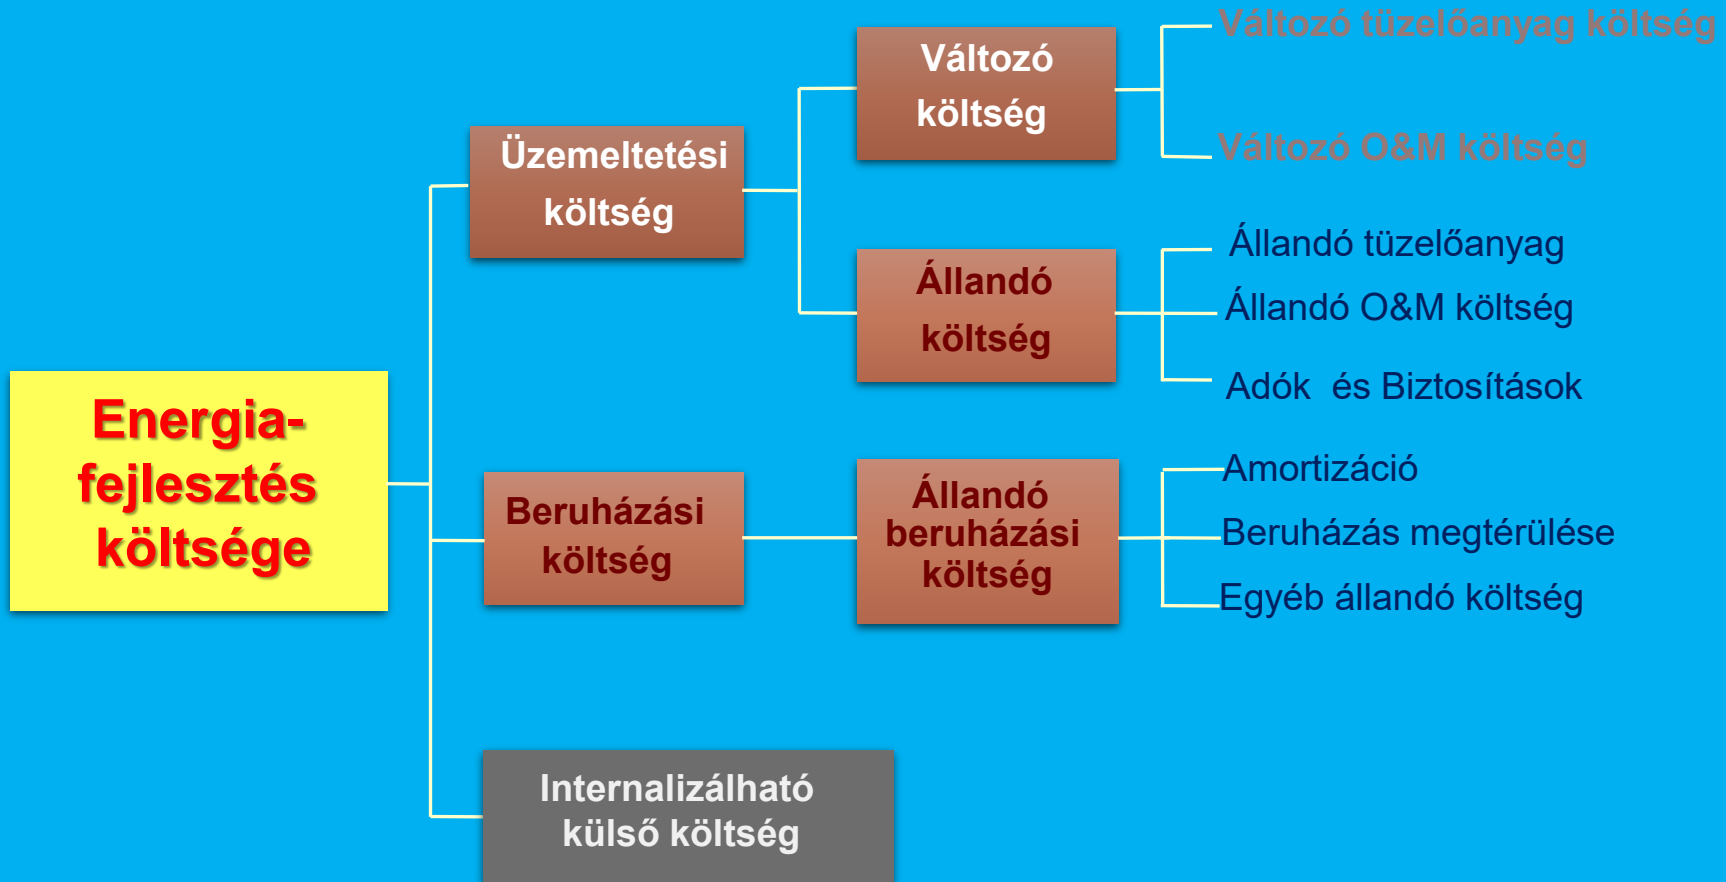 Energia-
fejlesztés
költsége
Üzemeltetési
költség
Változó
költség
Változó tüzelőanyag költség
Változó O&M költség
Állandó
költség
Állandó tüzelőanyag
Állandó O&M költség
Adók és Biztosítások
Beruházási
költség
Állandó
beruházási
költség
Amortizáció
Beruházás megtérülése
Egyéb állandó költség
Internalizálható
külső költség